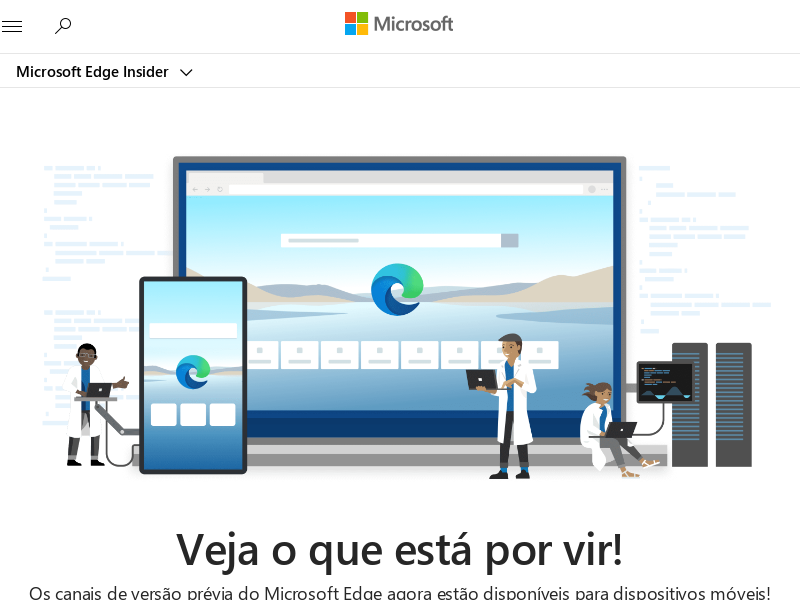 Microsoft
Microsoft Edge Insider
Veja o que está por vir!
Os canais de versão prévia do Microsoft Edge agora estão disponíveis para dispositivos móveis!